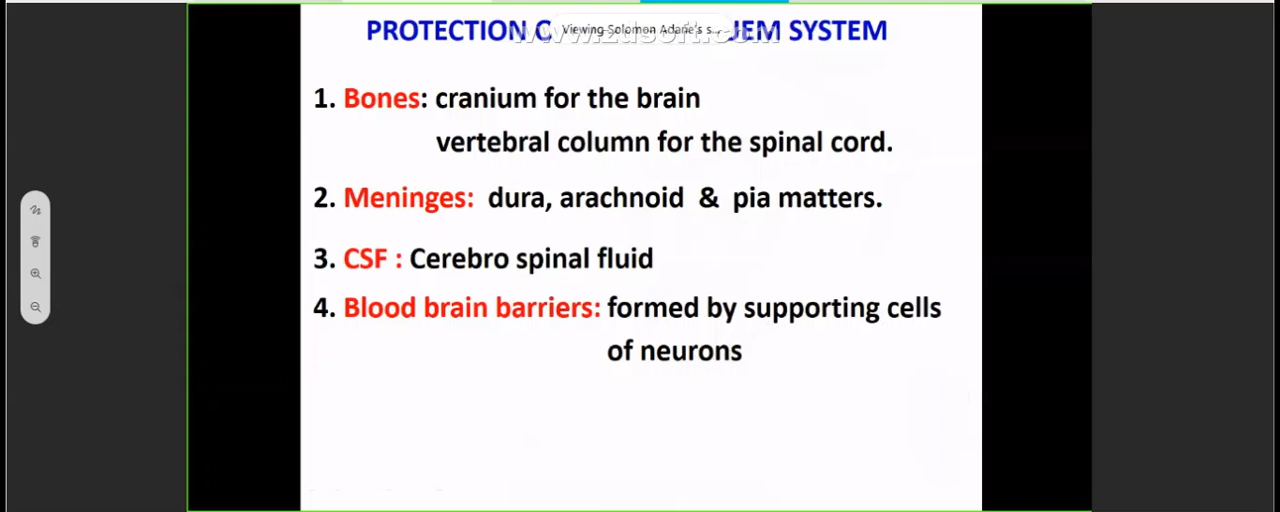 PROTECTION
Viewing Solomon Adane's s...
SYSTEM
1. Bones: cranium for the brain
vertebral column for the spinal cord.
2. Meninges: dura, arachnoid & pia matters.
3. CSF : Cerebro spinal fluid
4. Blood brain barriers: formed by supporting cells
of neurons